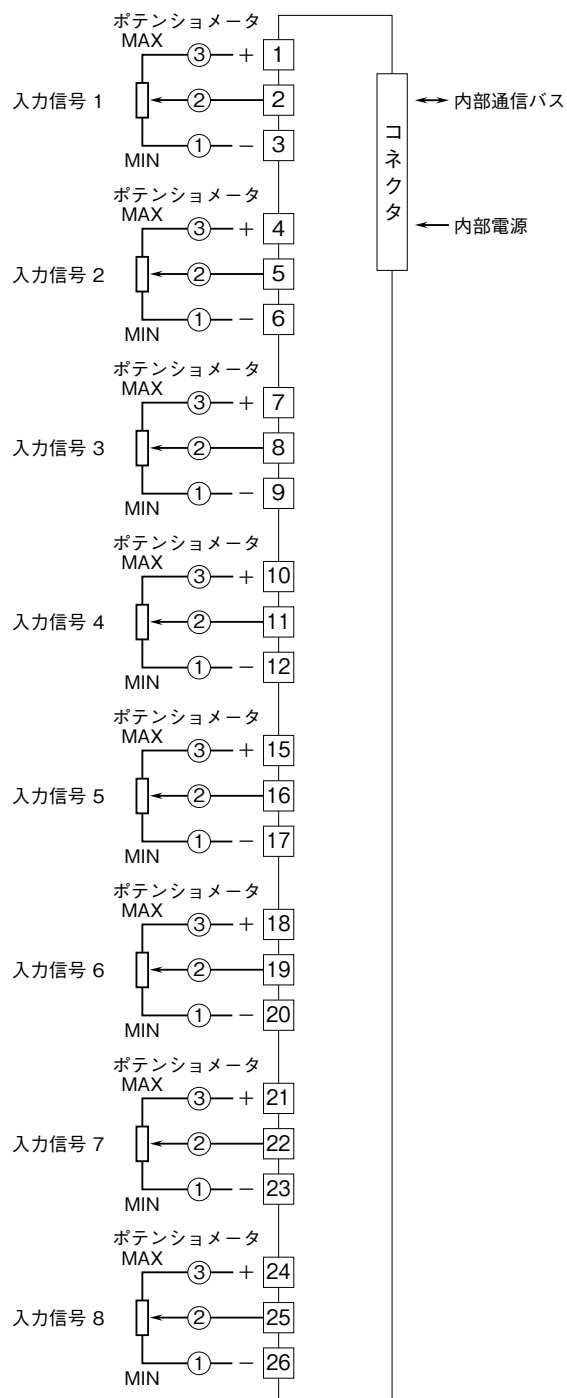 ポテンショメータ
MAX
③ + 1
入力信号 1
② 2
① − 3
MIN
ポテンショメータ
MAX
③ + 4
入力信号 2
② 5
① − 6
MIN
ポテンショメータ
MAX
③ + 7
入力信号 3
② 8
① − 9
MIN
ポテンショメータ
MAX
③ + 10
入力信号 4
② 11
① − 12
MIN
ポテンショメータ
MAX
③ + 15
入力信号 5
② 16
① − 17
MIN
ポテンショメータ
MAX
③ + 18
入力信号 6
② 19
① − 20
MIN
ポテンショメータ
MAX
③ + 21
入力信号 7
② 22
① − 23
MIN
ポテンショメータ
MAX
③ + 24
入力信号 8
② 25
① − 26
MIN
コネクタ
内部通信バス
内部電源